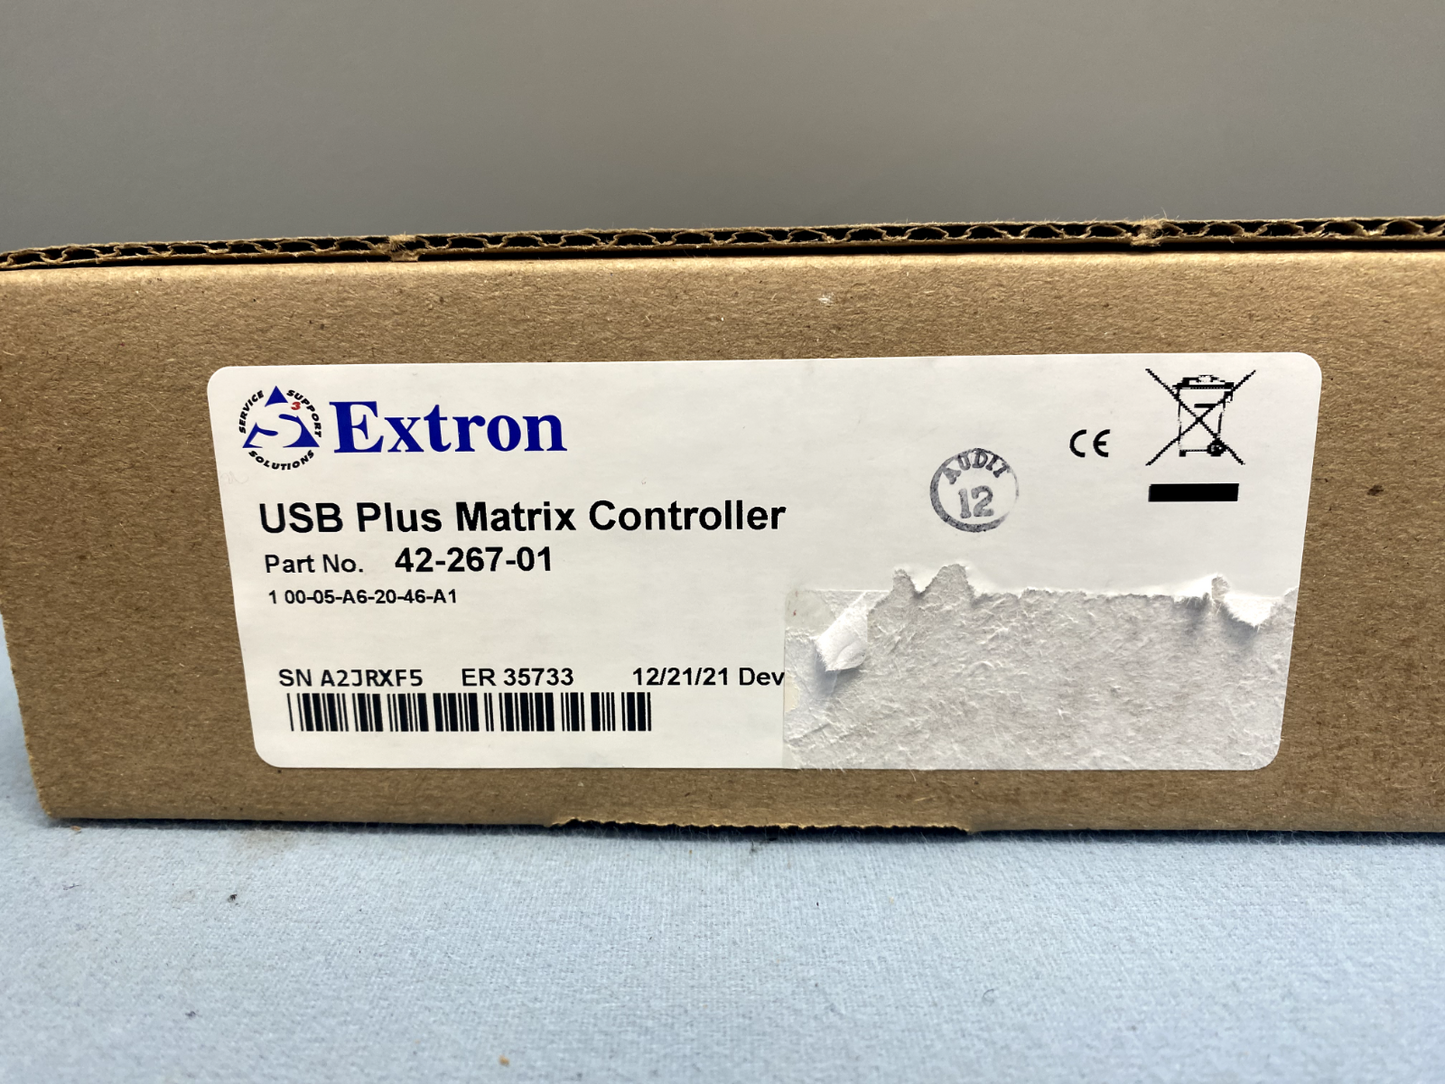 SERVICE SUPPORT SOLUTIONS
S3
Extron
CE
AUDIT
12
USB Plus Matrix Controller
Part No. 42-267-01
1 00-05-A6-20-46-A1
SN A2JRXF5 ER 35733 12/21/21 Dev